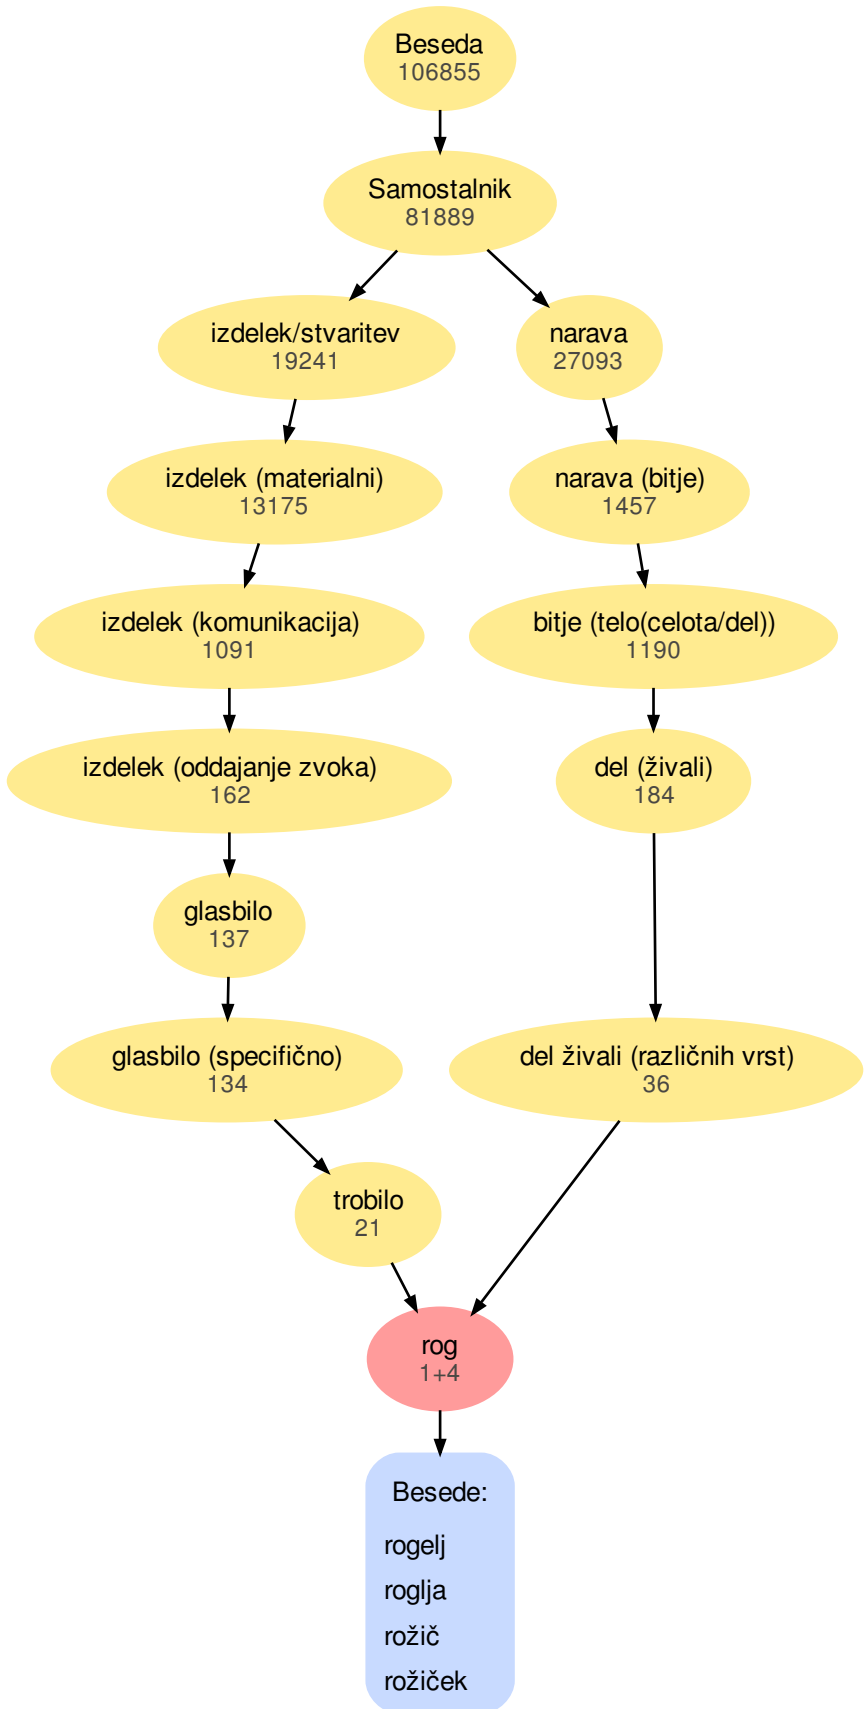 Beseda
106855
Samostalnik
81889
izdelek/stvaritev
19241
narava
27093
izdelek (materialni)
13175
narava (bitje)
1457
izdelek (komunikacija)
1091
bitje (telo(celota/del))
1190
izdelek (oddajanje zvoka)
162
del (živali)
184
glasbilo
137
glasbilo (specifično)
134
del živali (različnih vrst)
36
trobilo
21
rog
1+4
Besede:
rogelj
roglja
rožič
rožiček